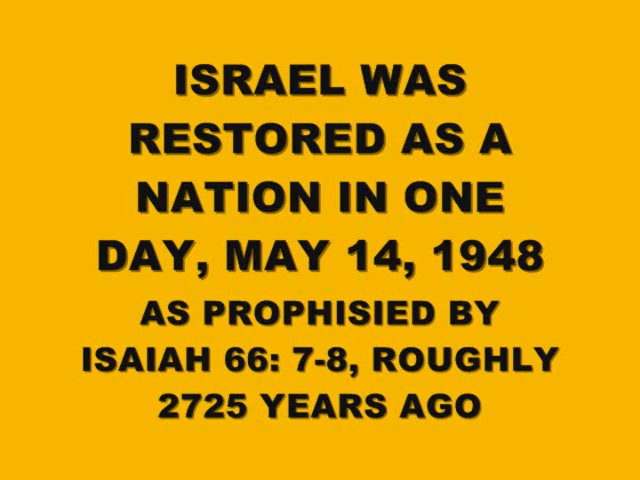 ISRAEL WAS
RESTORED AS A
NATION IN ONE
DAY, MAY 14, 1948
AS PROPHISIED BY
ISAIAH 66: 7-8, ROUGHLY
2725 YEARS AGO